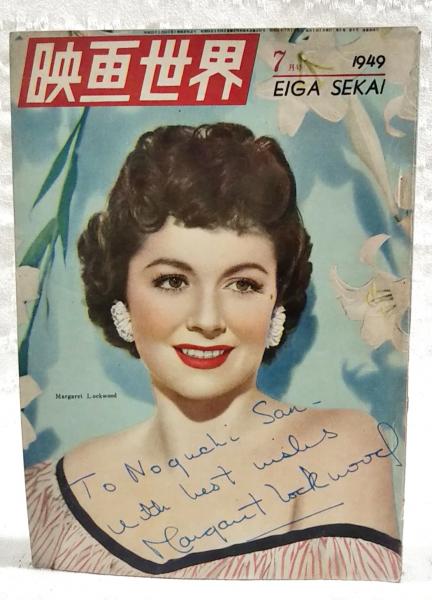 映画世界
7月号
1949
EIGA SEKAI
Margaret Lockwood
To Noguchi San -
with best wishes
Margaret Lockwood